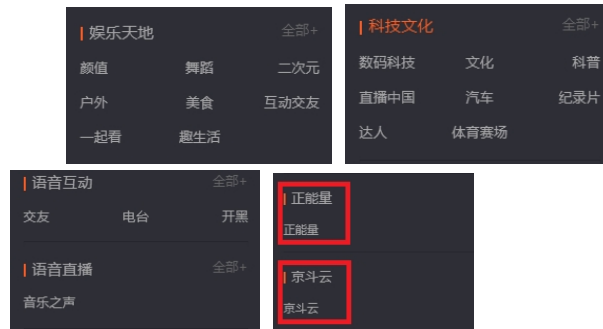 娱乐天地 全部+
颜值 舞蹈 二次元
户外 美食 互动交友
一起看 趣生活
科技文化 全部+
数码科技 文化 科普
直播中国 汽车 纪录片
达人 体育赛场
语音互动 全部+
交友 电台 开黑
语音直播 全部+
音乐之声
正能量
正能量
京斗云
京斗云